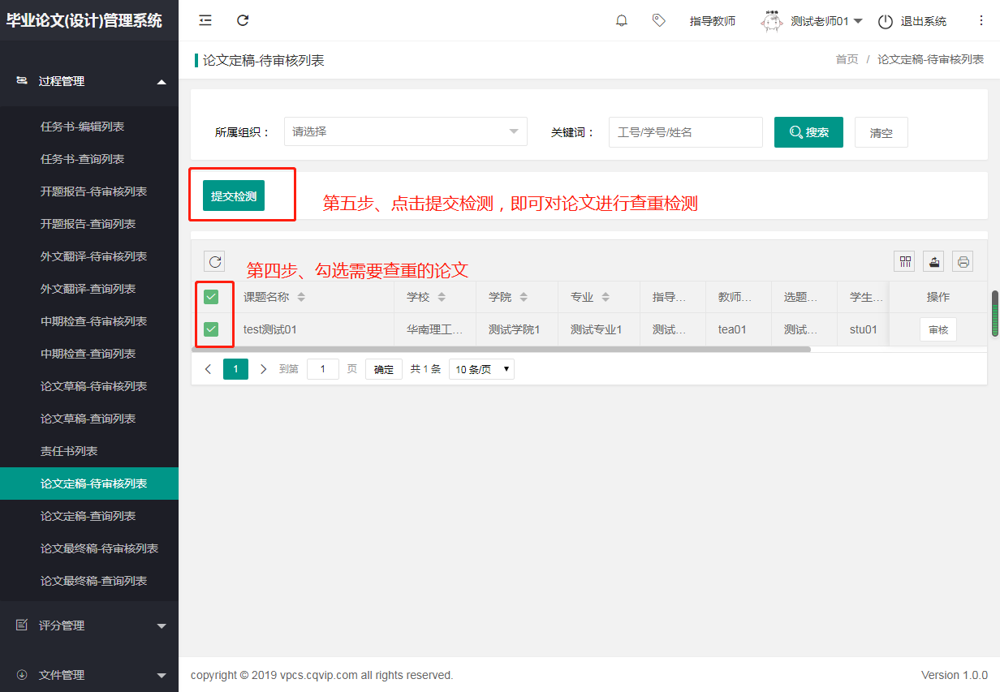 毕业论文(设计)管理系统
指导教师
测试老师01
退出系统
论文定稿-待审核列表
首页 / 论文定稿-待审核列表
过程管理
任务书-编辑列表
任务书-查询列表
开题报告-待审核列表
开题报告-查询列表
外文翻译-待审核列表
外文翻译-查询列表
中期检查-待审核列表
中期检查-查询列表
论文草稿-待审核列表
论文草稿-查询列表
责任书列表
论文定稿-待审核列表
论文定稿-查询列表
论文最终稿-待审核列表
论文最终稿-查询列表
评分管理
文件管理
所属组织： 请选择 关键词： 工号/学号/姓名 搜索 清空
提交检测 第五步、点击提交检测，即可对论文进行查重检测
第四步、勾选需要查重的论文
课题名称 学校 学院 专业 指导... 教师... 选题... 学生... 操作
test测试01 华南理工... 测试学院1 测试专业1 测试... tea01 测试... stu01 审核
1 到第 1 页 确定 共 1 条 10 条/页
copyright © 2019 vpcs.cqvip.com all rights reserved. Version 1.0.0